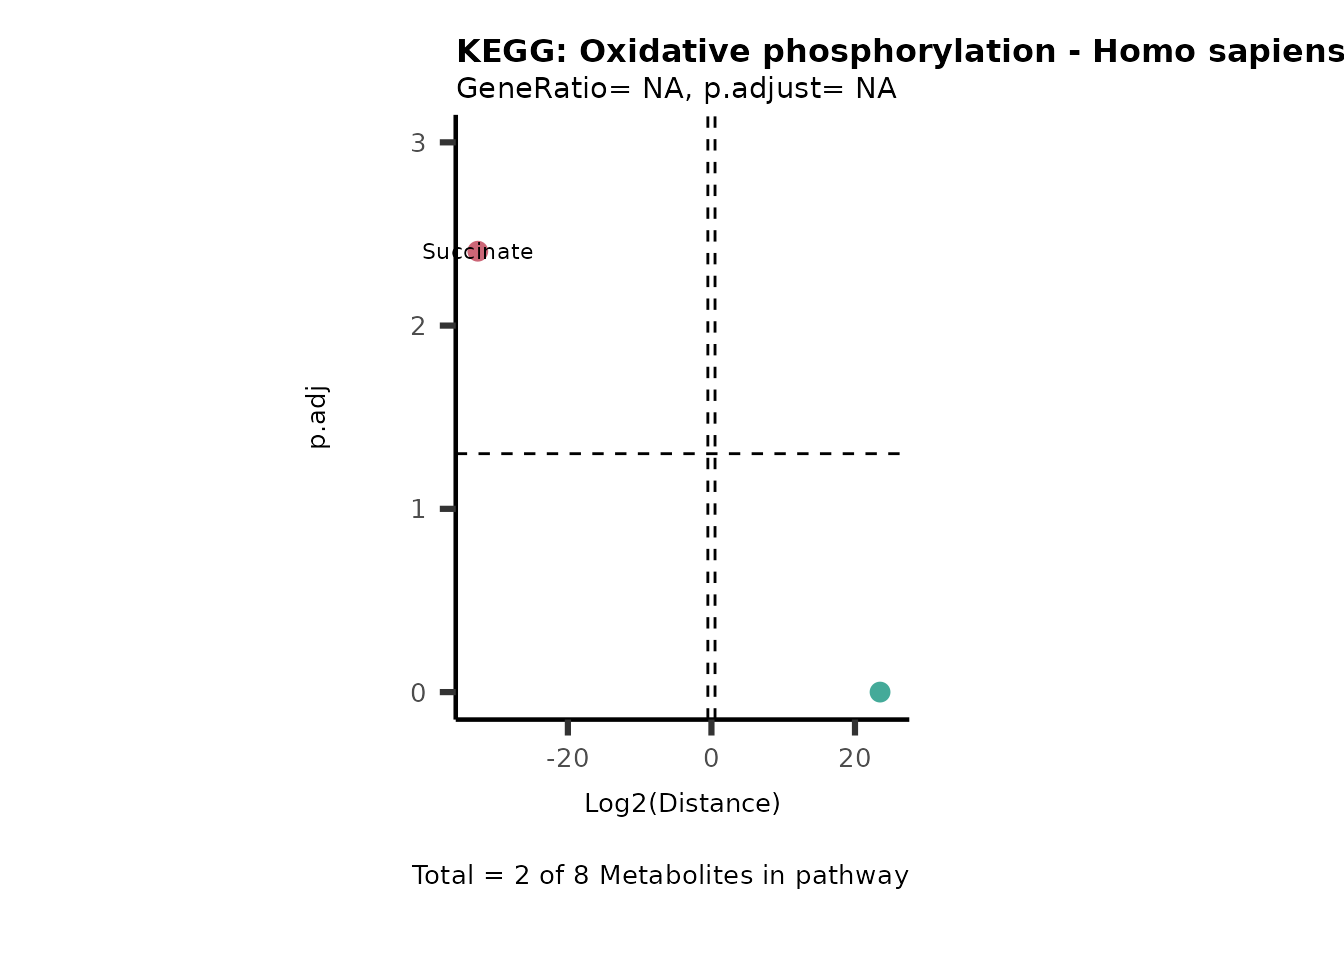 KEGG: Oxidative phosphorylation - Homo sapiens
GeneRatio= NA, p.adjust= NA
3
Succinate
2
p.adj
1
0
-20 0 20
Log2(Distance)
Total = 2 of 8 Metabolites in pathway